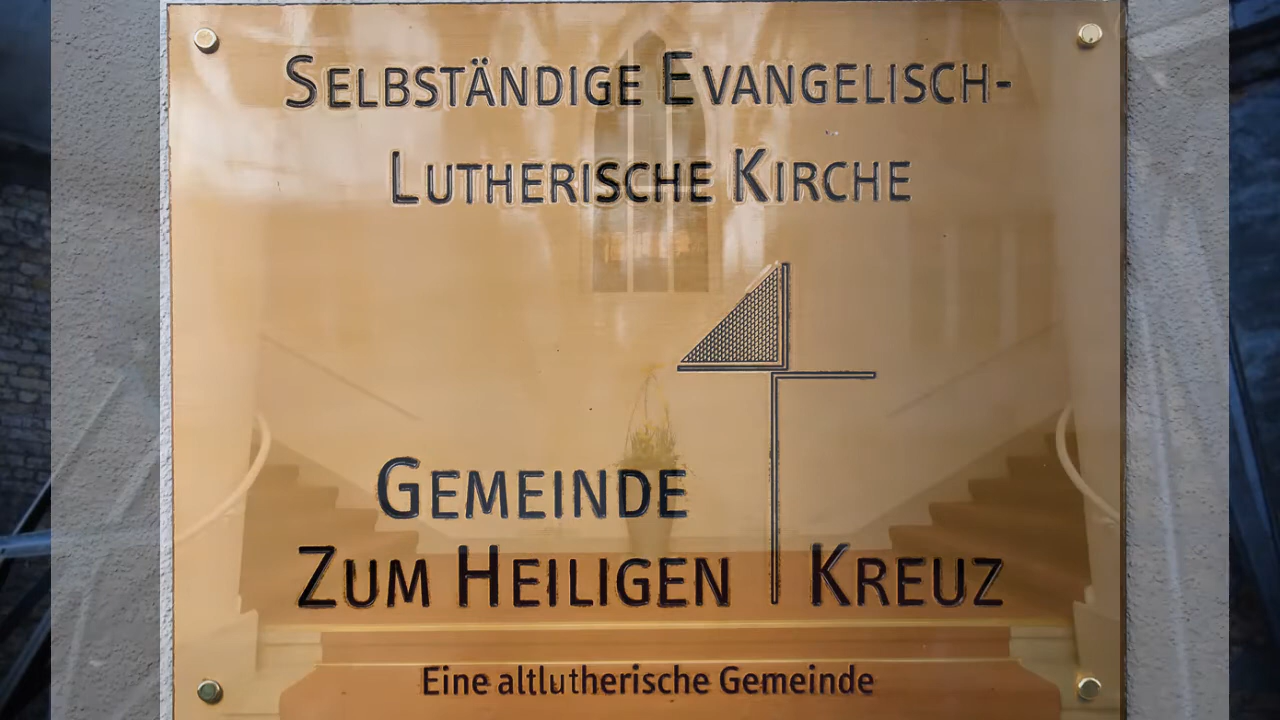 Selbständige Evangelisch-
Lutherische Kirche
Gemeinde
Zum Heiligen Kreuz
Eine altlutherische Gemeinde